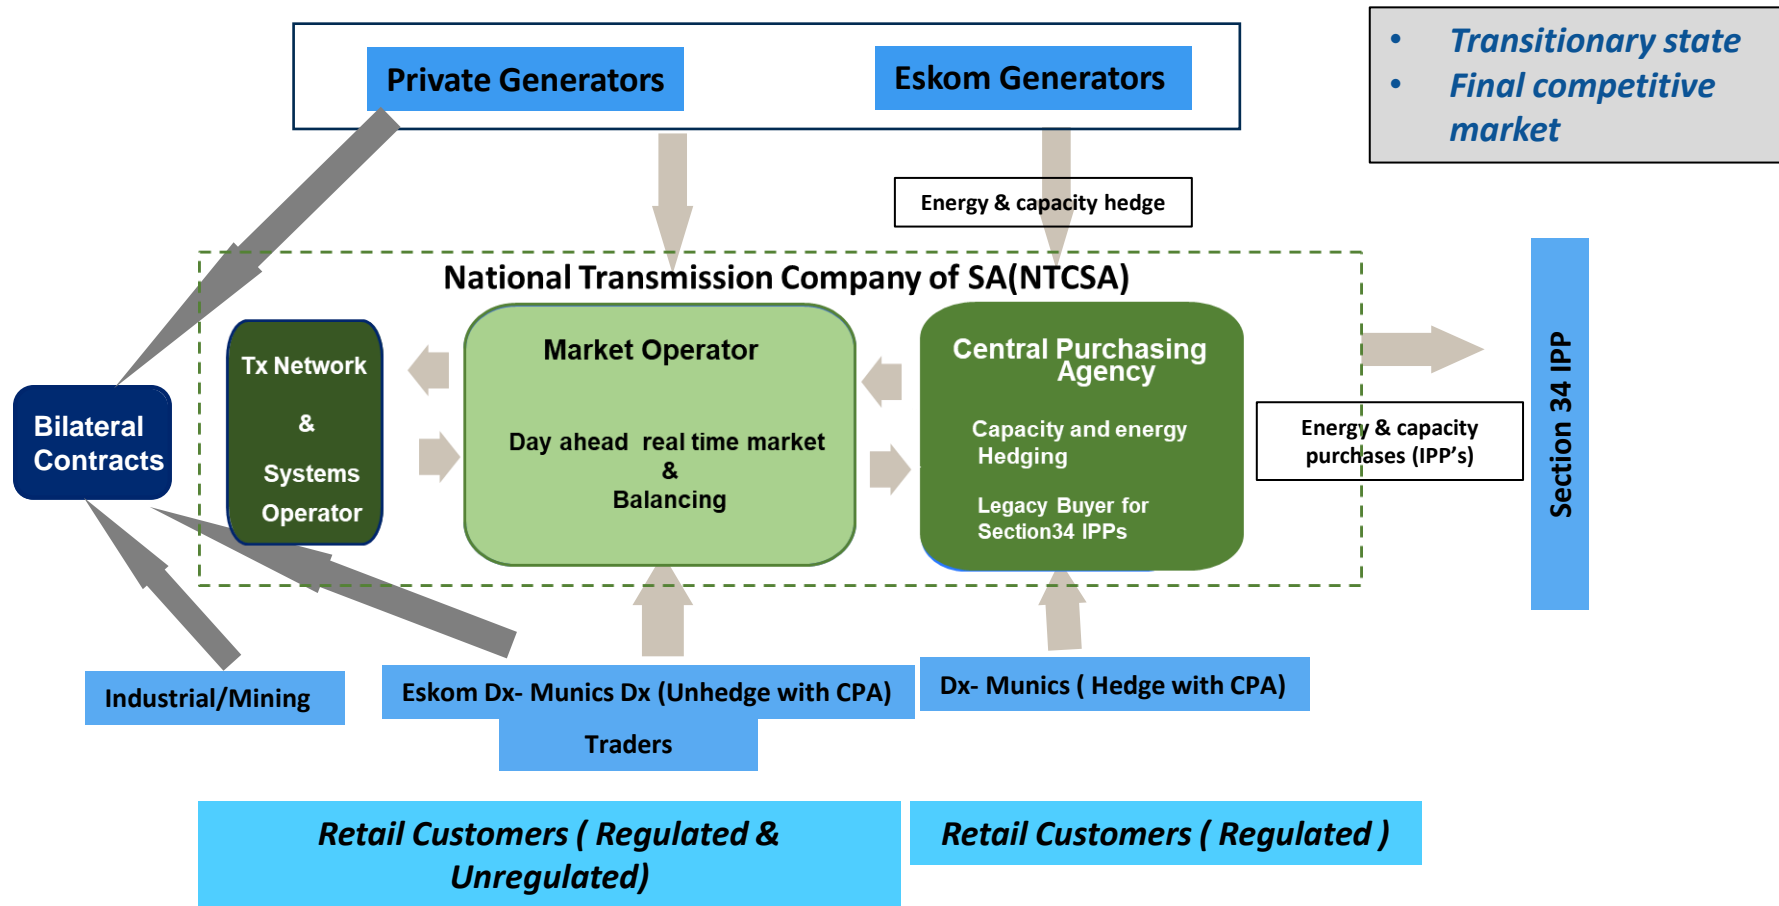 Private Generators
Eskom Generators
• Transitionary state
• Final competitive
market
Energy & capacity hedge
National Transmission Company of SA(NTCSA)
Tx Network
&
Systems
Operator
Market Operator
Day ahead real time market
&
Balancing
Central Purchasing
Agency
Capacity and energy
Hedging
Legacy Buyer for
Section34 IPPs
Energy & capacity
purchases (IPP's)
Section 34 IPP
Bilateral
Contracts
Industrial/Mining
Eskom Dx- Munics Dx (Unhedge with CPA)
Traders
Dx- Munics ( Hedge with CPA)
Retail Customers ( Regulated &
Unregulated)
Retail Customers ( Regulated )